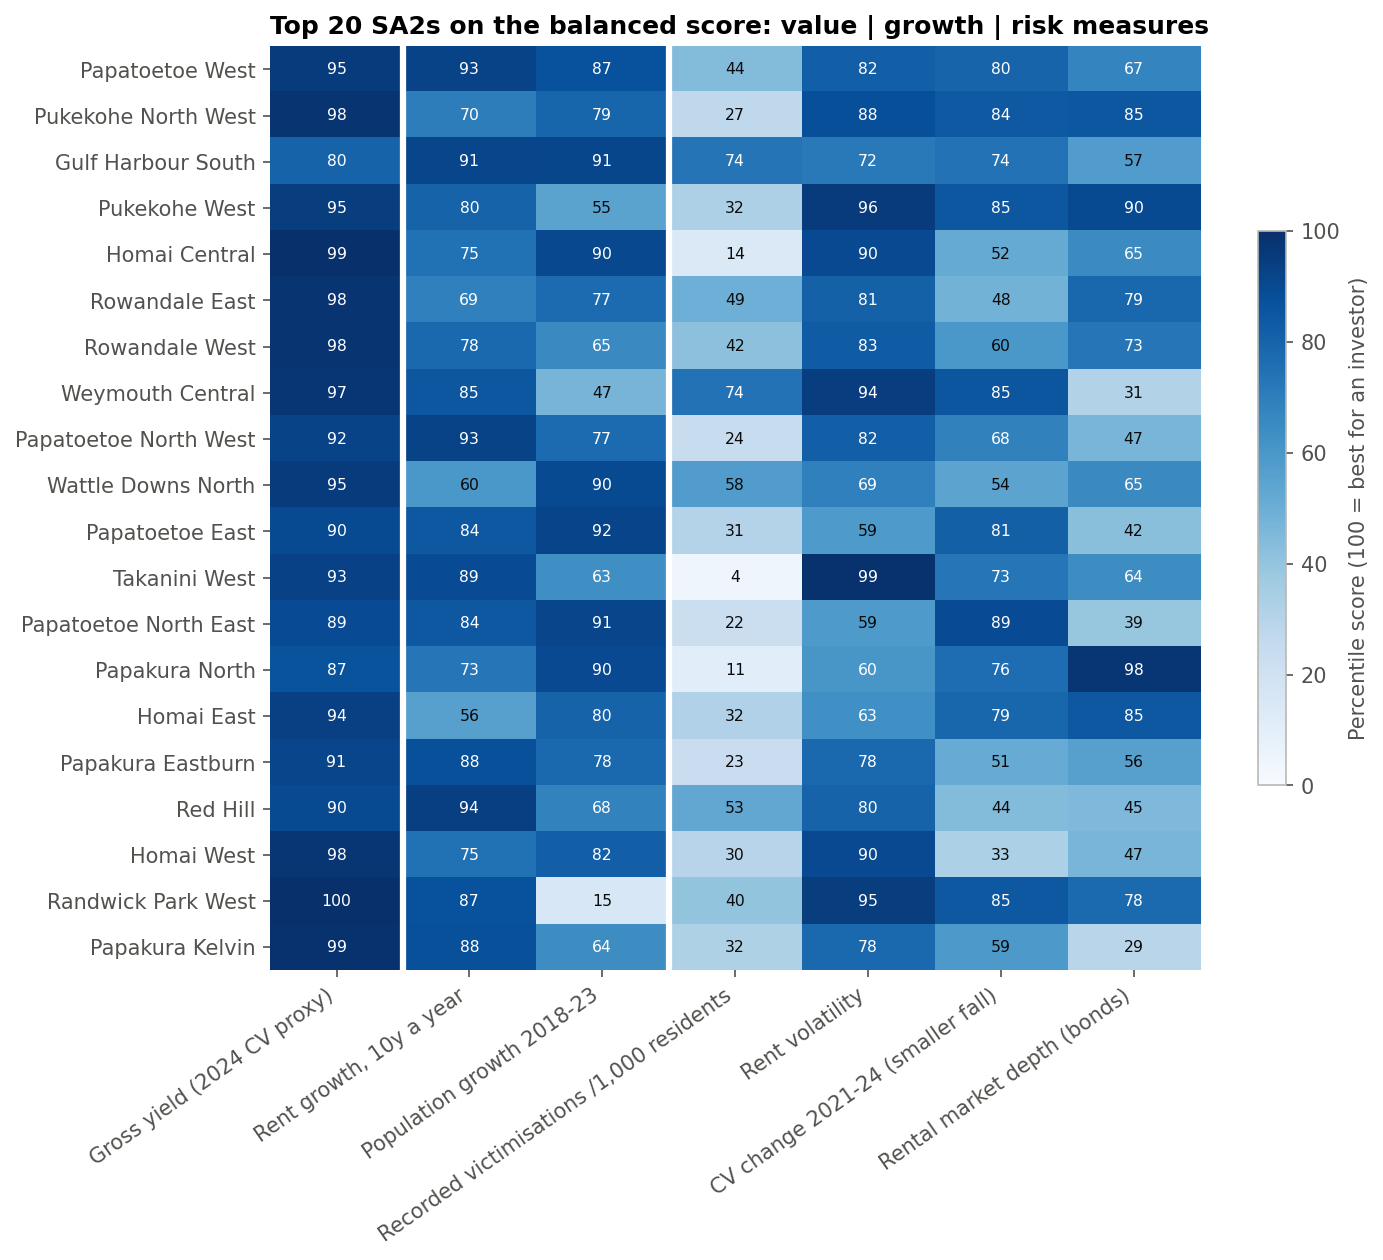 Top 20 SA2s on the balanced score: value | growth | risk measures
Papatoetoe West 95 93 87 44 82 80 67
Pukekohe North West 98 70 79 27 88 84 85
Gulf Harbour South 80 91 91 74 72 74 57
Pukekohe West 95 80 55 32 96 85 90
Homai Central 99 75 90 14 90 52 65
Rowandale East 98 69 77 49 81 48 79
Rowandale West 98 78 65 42 83 60 73
Weymouth Central 97 85 47 74 94 85 31
Papatoetoe North West 92 93 77 24 82 68 47
Wattle Downs North 95 60 90 58 69 54 65
Papatoetoe East 90 84 92 31 59 81 42
Takanini West 93 89 63 4 99 73 64
Papatoetoe North East 89 84 91 22 59 89 39
Papakura North 87 73 90 11 60 76 98
Homai East 94 56 80 32 63 79 85
Papakura Eastburn 91 88 78 23 78 51 56
Red Hill 90 94 68 53 80 44 45
Homai West 98 75 82 30 90 33 47
Randwick Park West 100 87 15 40 95 85 78
Papakura Kelvin 99 88 64 32 78 59 29
Gross yield (2024 CV proxy)
Rent growth, 10y a year
Population growth 2018-23
Recorded victimisations /1,000 residents
Rent volatility
CV change 2021-24 (smaller fall)
Rental market depth (bonds)
100
80
60
40
20
0
Percentile score (100 = best for an investor)